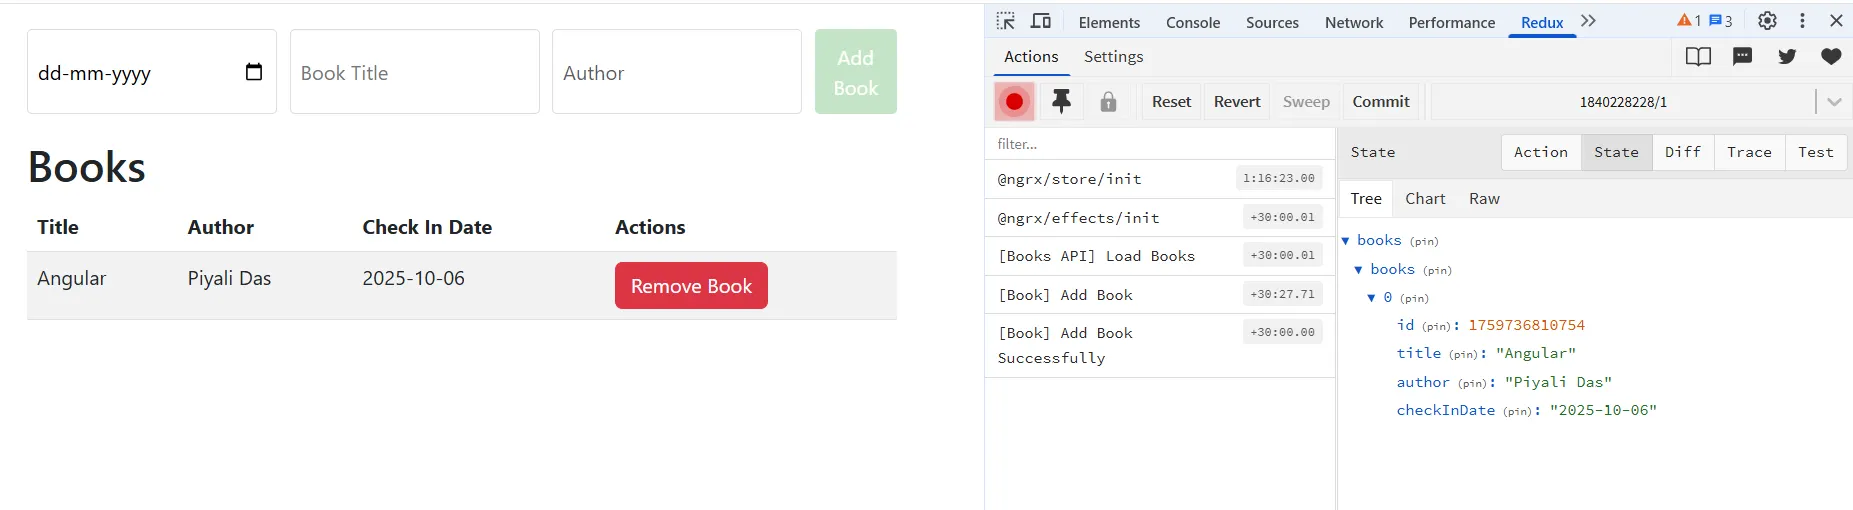 dd-mm-yyyy
Book Title
Author
Add
Book
Books
Title Author Check In Date Actions
Angular Piyali Das 2025-10-06 Remove Book
Elements Console Sources Network Performance Redux 1 3
Actions Settings
Reset Revert Sweep Commit 1840228228/1
filter...
@ngrx/store/init 1:16:23.00
@ngrx/effects/init +30:00.01
[Books API] Load Books +30:00.01
[Book] Add Book +30:27.71
[Book] Add Book +30:00.00
Successfully
State Action State Diff Trace Test
Tree Chart Raw
books (pin)
books (pin)
0 (pin)
id (pin): 1759736810754
title (pin): "Angular"
author (pin): "Piyali Das"
checkInDate (pin): "2025-10-06"